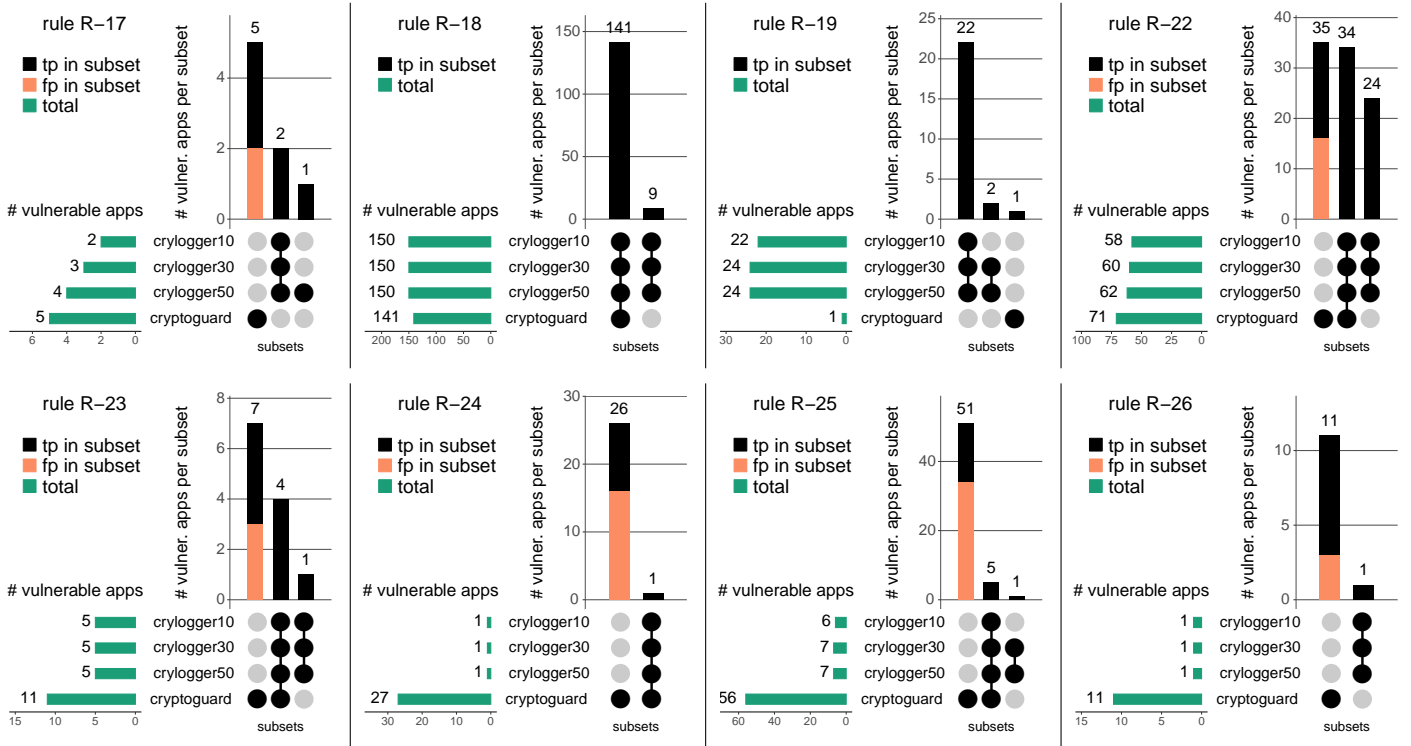 rule R−17
tp in subset
fp in subset
total
# vulner. apps per subset
4
2
0
5
2
1
# vulnerable apps
2
3
4
5
crylogger10
crylogger30
crylogger50
cryptoguard
6 4 2 0
subsets
rule R−18
tp in subset
total
# vulner. apps per subset
150
100
50
0
141
9
# vulnerable apps
150
150
150
141
crylogger10
crylogger30
crylogger50
cryptoguard
200 150 100 50 0
subsets
rule R−19
tp in subset
total
# vulner. apps per subset
25
20
15
10
5
0
22
2
1
# vulnerable apps
22
24
24
1
crylogger10
crylogger30
crylogger50
cryptoguard
30 20 10 0
subsets
rule R−22
tp in subset
fp in subset
total
# vulner. apps per subset
40
30
20
10
0
35
34
24
# vulnerable apps
58
60
62
71
crylogger10
crylogger30
crylogger50
cryptoguard
100 75 50 25 0
subsets
rule R−23
tp in subset
fp in subset
total
# vulner. apps per subset
8
6
4
2
0
7
4
1
# vulnerable apps
5
5
5
11
crylogger10
crylogger30
crylogger50
cryptoguard
15 10 5 0
subsets
rule R−24
tp in subset
fp in subset
total
# vulner. apps per subset
30
20
10
0
26
1
# vulnerable apps
1
1
1
27
crylogger10
crylogger30
crylogger50
cryptoguard
30 20 10 0
subsets
rule R−25
tp in subset
fp in subset
total
# vulner. apps per subset
40
20
0
51
5
1
# vulnerable apps
6
7
7
56
crylogger10
crylogger30
crylogger50
cryptoguard
60 40 20 0
subsets
rule R−26
tp in subset
fp in subset
total
# vulner. apps per subset
10
5
0
11
1
# vulnerable apps
1
1
1
11
crylogger10
crylogger30
crylogger50
cryptoguard
15 10 5 0
subsets